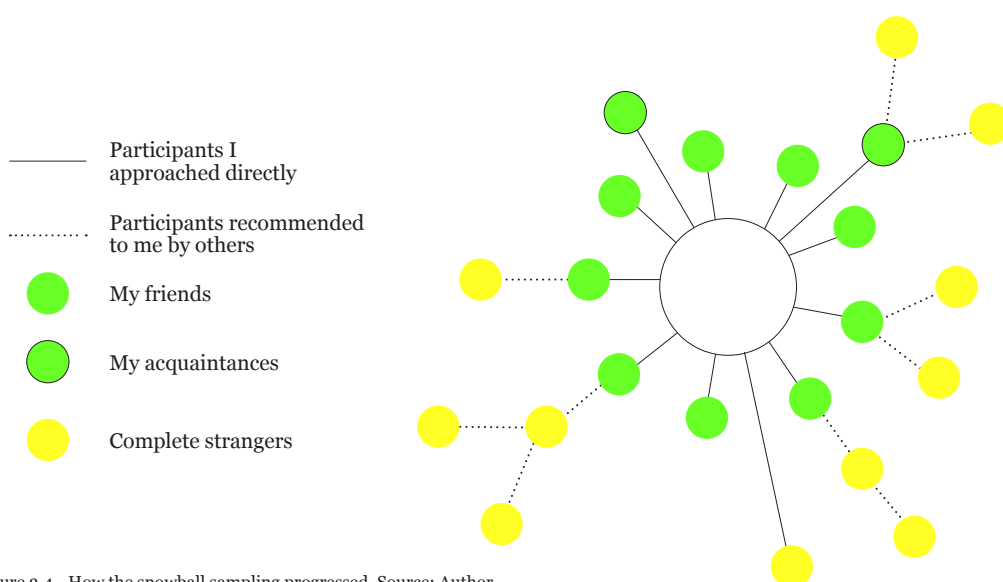 Participants I
approached directly
Participants recommended
to me by others
My friends
My acquaintances
Complete strangers
How the snowball sampling progressed. Source: Author